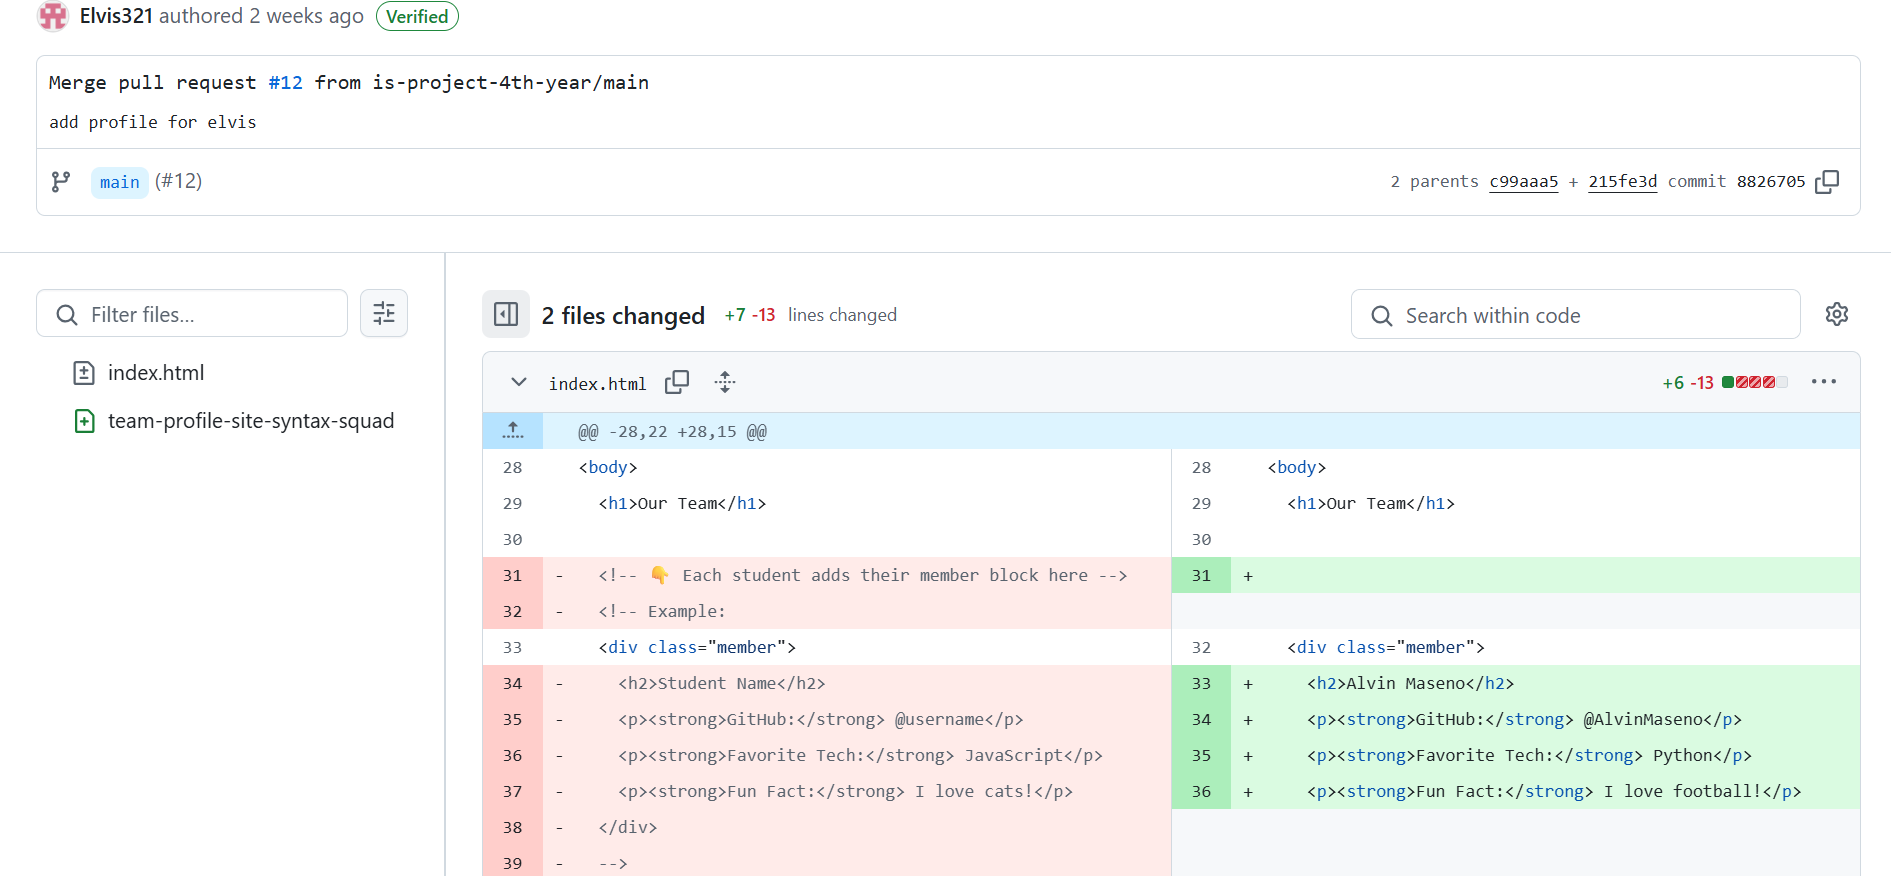 Elvis321 authored 2 weeks ago Verified
Merge pull request #12 from is-project-4th-year/main
add profile for elvis
main (#12)
2 parents c99aaa5 + 215fe3d commit 8826705
Filter files...
index.html
team-profile-site-syntax-squad
2 files changed +7 -13 lines changed
Search within code
index.html
+6 -13
@@ -28,22 +28,15 @@
28 <body>
29 <h1>Our Team</h1>
30
31 - <!-- 👇 Each student adds their member block here -->
32 - <!-- Example:
33 <div class="member">
34 - <h2>Student Name</h2>
35 - <p><strong>GitHub:</strong> @username</p>
36 - <p><strong>Favorite Tech:</strong> JavaScript</p>
37 - <p><strong>Fun Fact:</strong> I love cats!</p>
38 - </div>
39 - -->
28 <body>
29 <h1>Our Team</h1>
30
31 +
32 <div class="member">
33 + <h2>Alvin Maseno</h2>
34 + <p><strong>GitHub:</strong> @AlvinMaseno</p>
35 + <p><strong>Favorite Tech:</strong> Python</p>
36 + <p><strong>Fun Fact:</strong> I love football!</p>